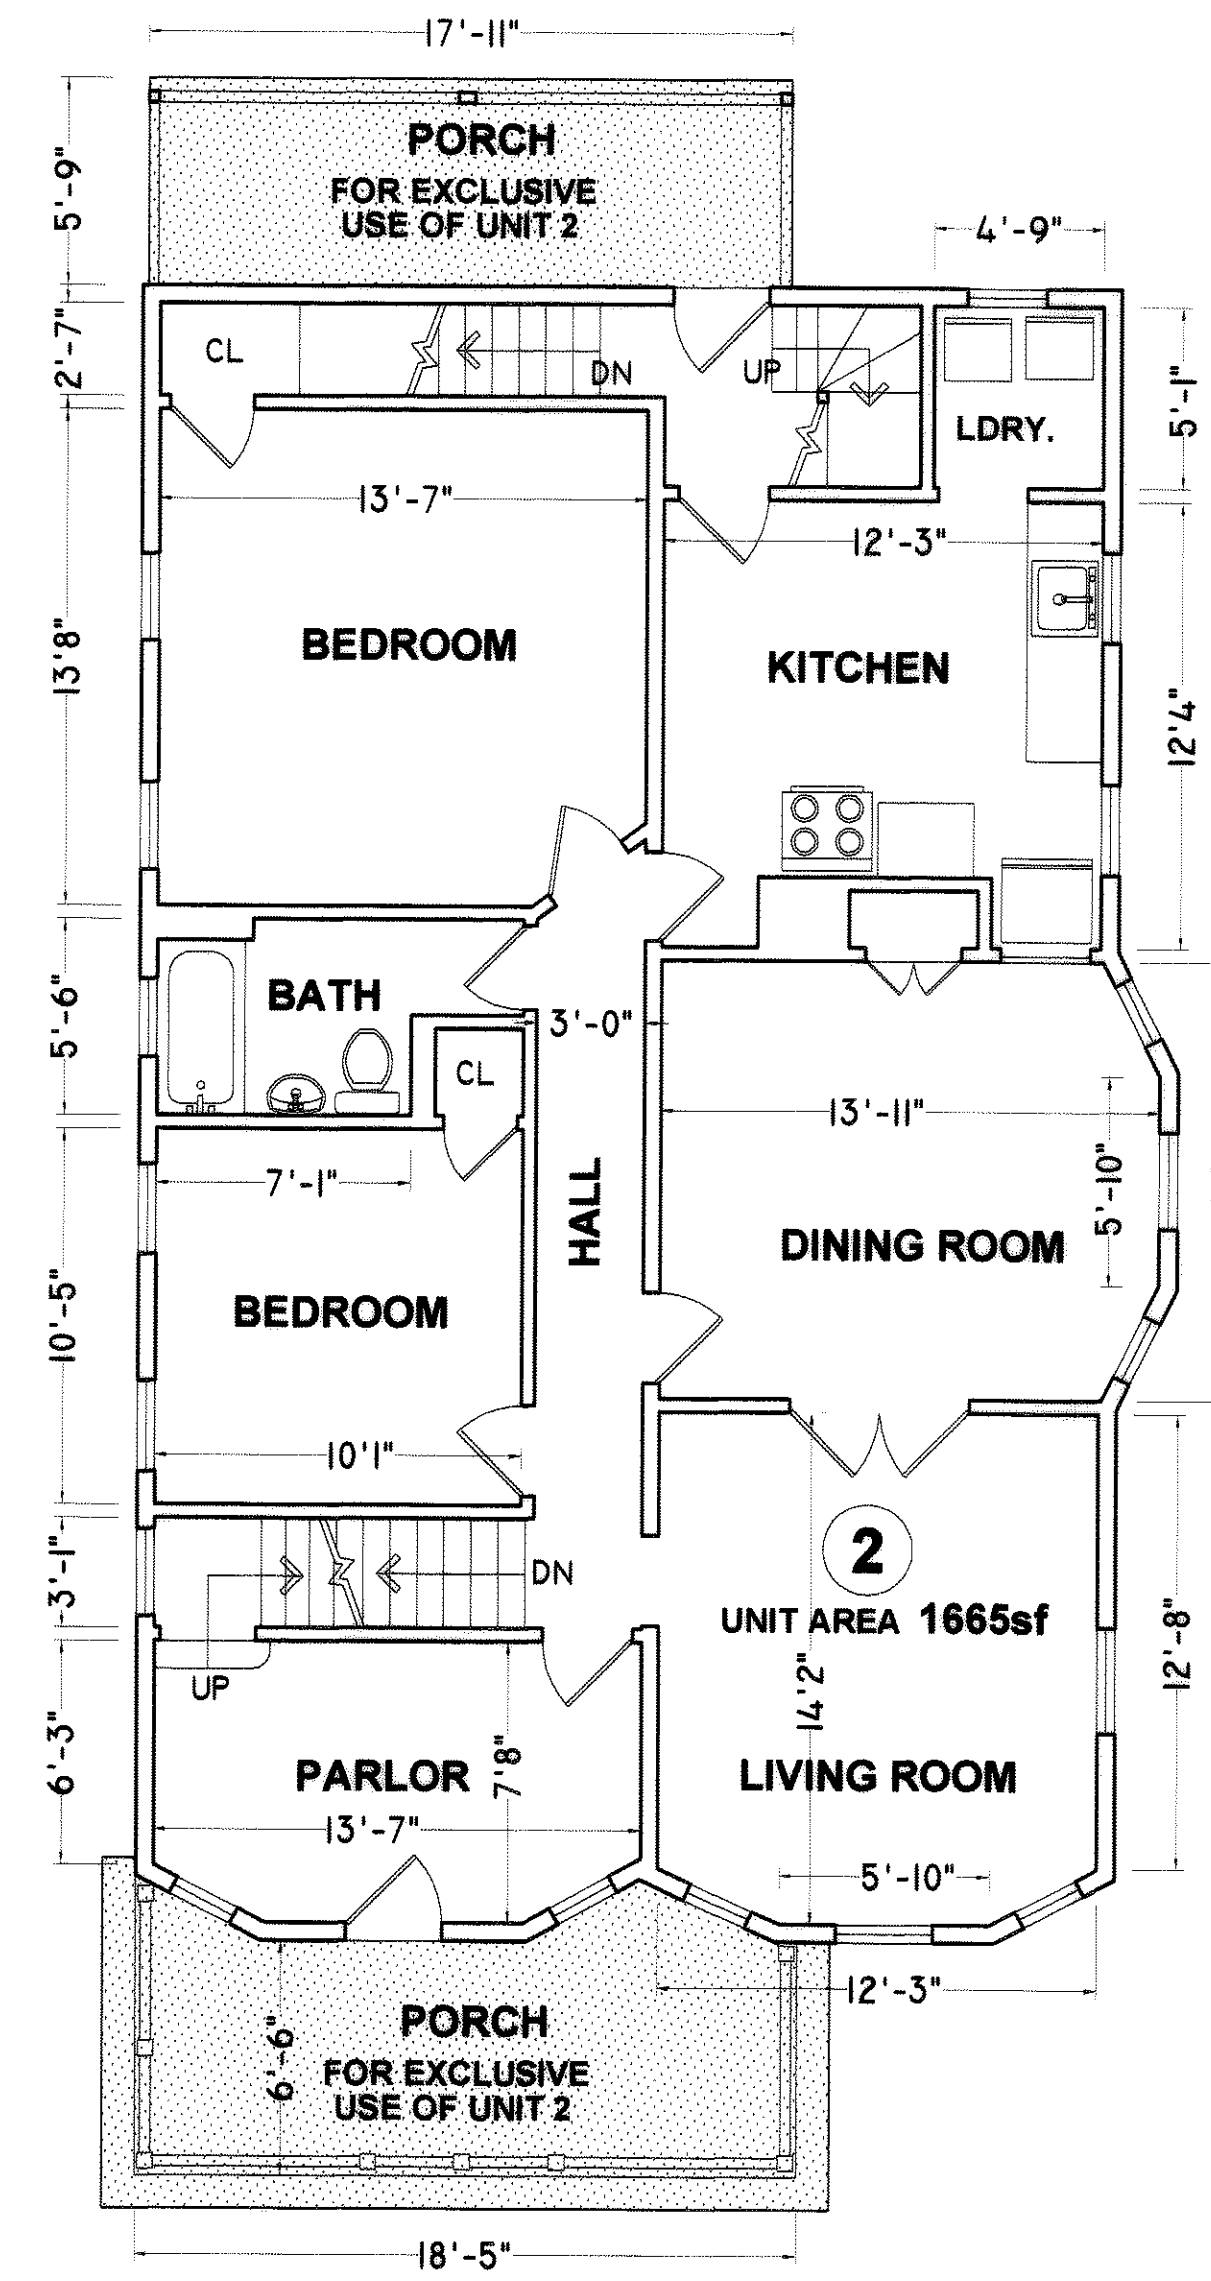 17'-11"
PORCH
FOR EXCLUSIVE
USE OF UNIT 2
5'-9"
4'-9"
2'-7"
CL
DN
UP
LDRY.
5'-1"
13'-7"
12'-3"
BEDROOM
KITCHEN
13'8"
12'4"
BATH
3'-0"
5'-6"
CL
13'-11"
7'-1"
5'-10"
HALL
DINING ROOM
BEDROOM
10'-5"
10'1"
2
DN
3'-1"
UNIT AREA 1665sf
12'-8"
UP
14'2"
6'-3"
PARLOR
7'8"
LIVING ROOM
13'-7"
5'-10"
12'-3"
PORCH
6'-6"
FOR EXCLUSIVE
USE OF UNIT 2
18'-5"